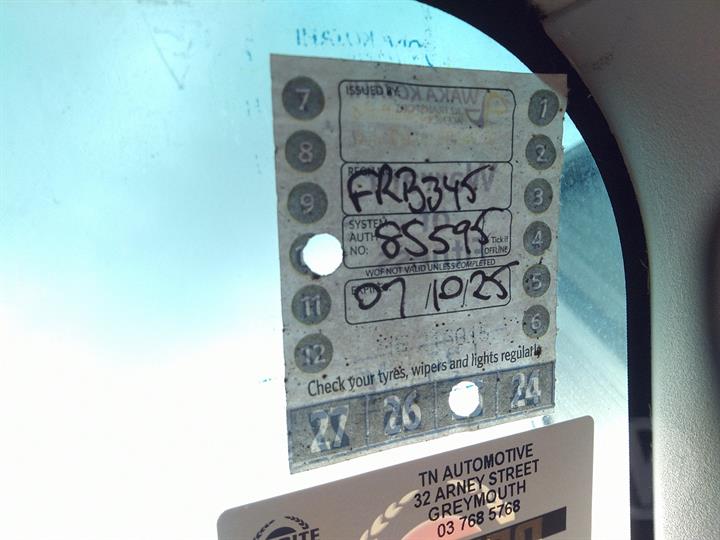 7
ISSUED BY:
1
8
2
9
FRB345
3
SYSTEM
AUTH
NO:
85595
Tick if
OFFLINE
4
WOF NOT VALID UNLESS COMPLETED
07/10/25
5
11
6
12
Check your tyres, wipers and lights regularly
27 26 24
TN AUTOMOTIVE
32 ARNEY STREET
GREYMOUTH
03 768 5768